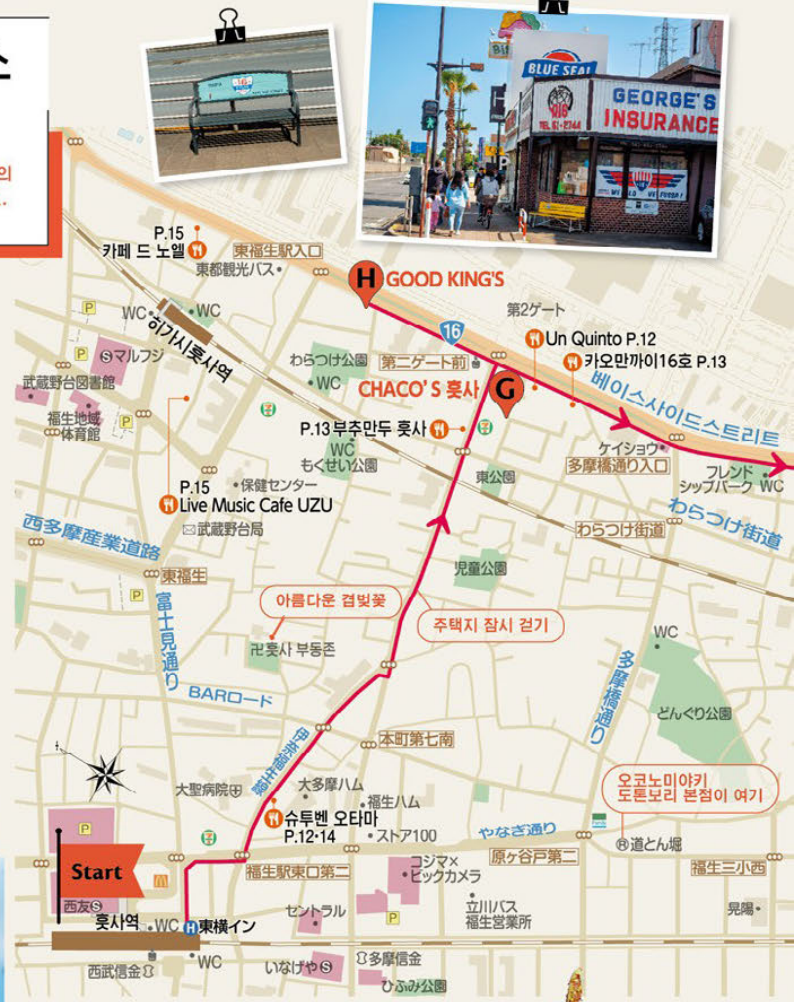 스
의
BLUE SEAL
BIG
TEL 51-2744
GEORGE'S
INSURANCE
P.15
카페 드 노엘
東福生駅入口
東都観光バス
H GOOD KING'S
16
第2ゲート
Un Quinto P.12
카오만까이16호 P.13
베이스사이드스트리트
WC
WC
히가시훗사역
Sマルフジ
P
P
武蔵野台図書館
福生地域
体育館
わらつけ公園
WC
第二ゲート前
CHACO'S 훗사
G
P.13 부추만두 훗사
WC
もくせい公園
東公園
ケイショウ
多摩橋通り入口
フレンド
シップパーク WC
わらつけ街道
わらつけ街道
P.15
Live Music Cafe UZU
保健センター
武蔵野台局
西多摩産業道路
東福生
P
富士見通り
児童公園
아름다운 겹벚꽃
주택지 잠시 걷기
卍훗사 부동존
BARロード
WC
多摩橋通り
どんぐり公園
伊奈福生線
本町第七南
大聖病院
大多摩ハム
福生ハム
ストア100
슈투벤 오타마
P.12·14
오코노미야키
도톤보리 본점이 여기
やなぎ通り
道とん堀
P
Start
福生駅東口第二
コジマ×
ビックカメラ
原ヶ谷戸第二
福生三小西
西友S
훗사역
WC
H東横イン
セントラル
P
立川バス
福生営業所
晃陽
西武信金
WC
いなげやS
多摩信金
ひふみ公園